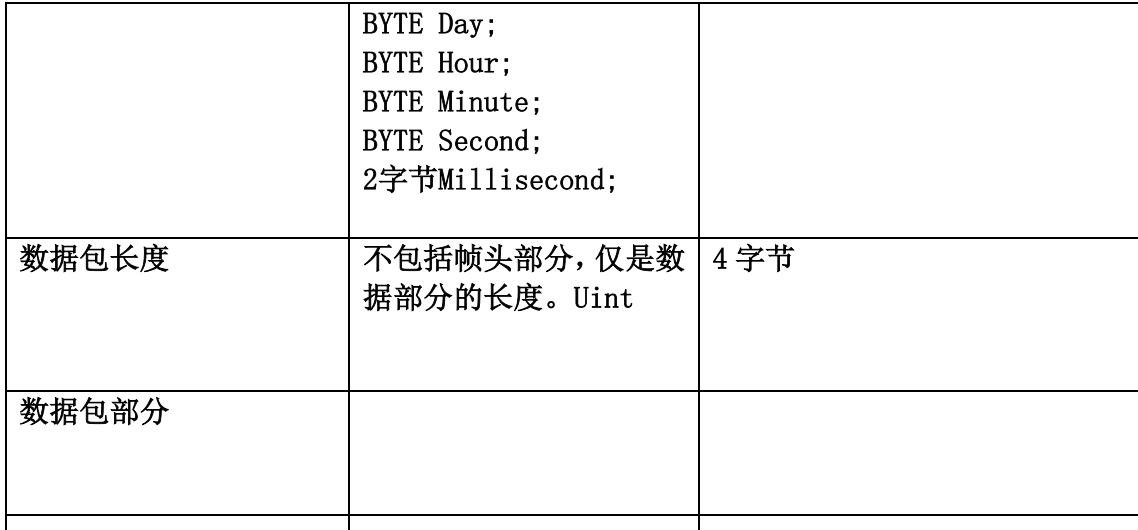 BYTE Day;
BYTE Hour;
BYTE Minute;
BYTE Second;
2字节Millisecond;
数据包长度
不包括帧头部分，仅是数
据部分的长度。Uint
4 字节
数据包部分